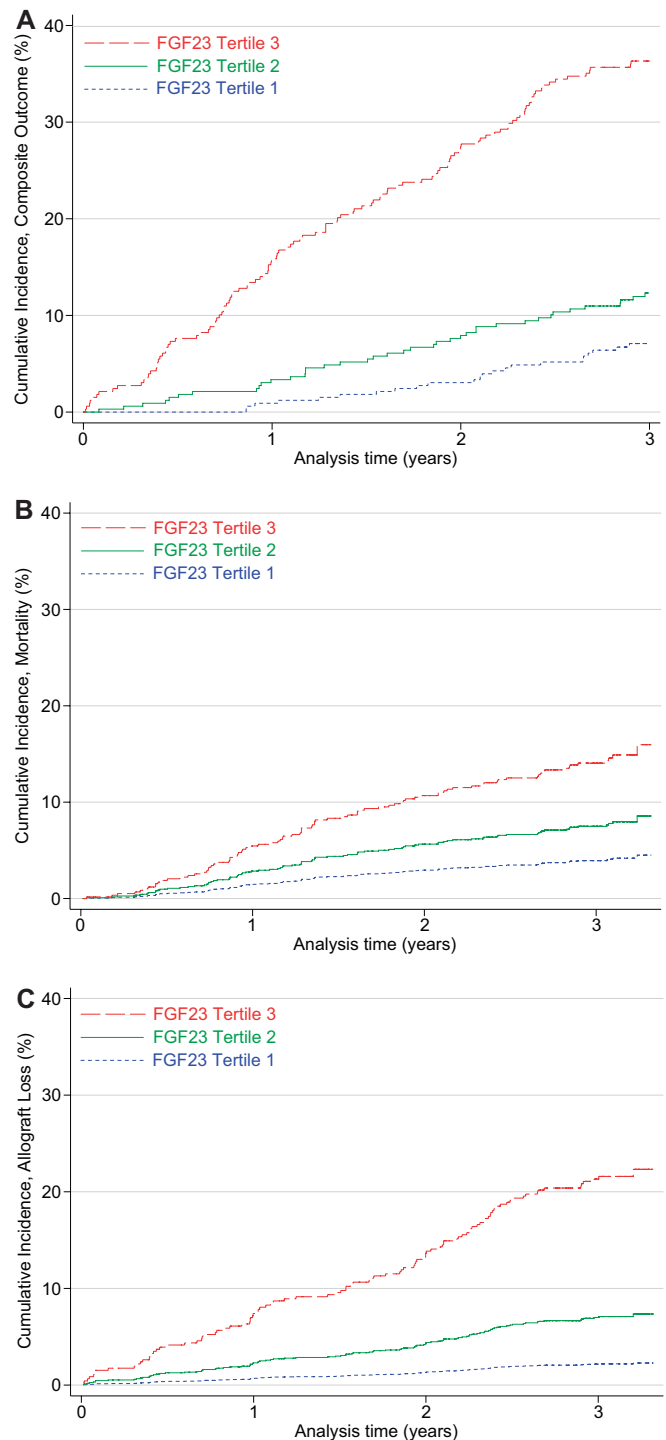 A
Cumulative Incidence, Composite Outcome (%)
40
30
20
10
0
FGF23 Tertile 3
FGF23 Tertile 2
FGF23 Tertile 1
0 1 2 3
Analysis time (years)
B
Cumulative Incidence, Mortality (%)
40
30
20
10
0
FGF23 Tertile 3
FGF23 Tertile 2
FGF23 Tertile 1
0 1 2 3
Analysis time (years)
C
Cumulative Incidence, Allograft Loss (%)
40
30
20
10
0
FGF23 Tertile 3
FGF23 Tertile 2
FGF23 Tertile 1
0 1 2 3
Analysis time (years)